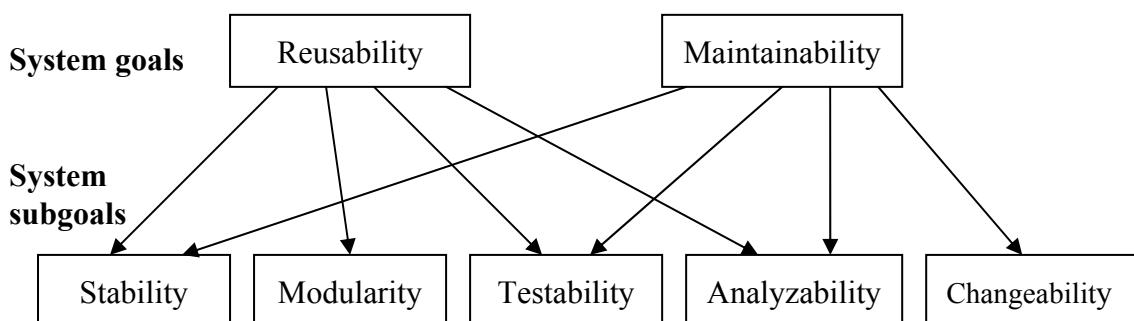 System goals
Reusability
Maintainability
System
subgoals
Stability
Modularity
Testability
Analyzability
Changeability